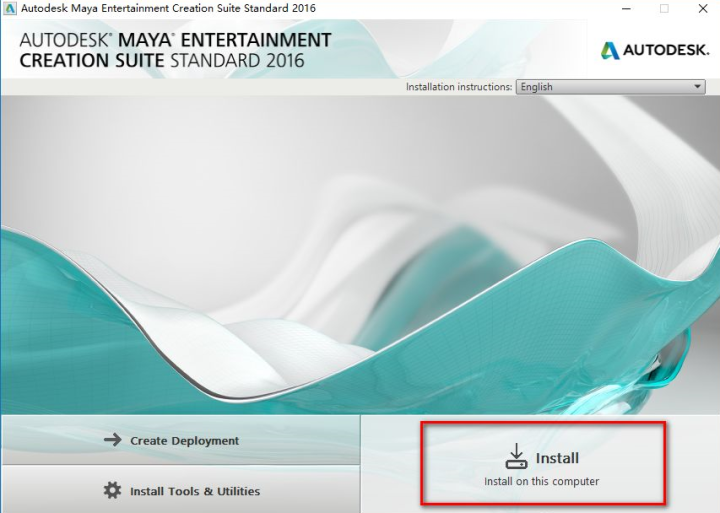 Autodesk Maya Entertainment Creation Suite Standard 2016
AUTODESK® MAYA® ENTERTAINMENT
CREATION SUITE STANDARD 2016
AUTODESK.
Installation instructions: English
Create Deployment
Install Tools & Utilities
Install
Install on this computer